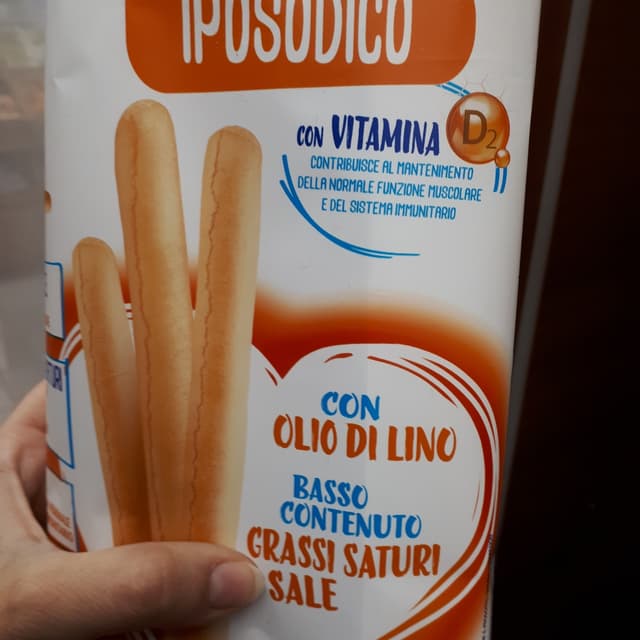 IPOSODICO
CON VITAMINA D2
CONTRIBUISCE AL MANTENIMENTO
DELLA NORMALE FUNZIONE MUSCOLARE
E DEL SISTEMA IMMUNITARIO
CON
OLIO DI LINO
BASSO
CONTENUTO
GRASSI SATURI
SALE